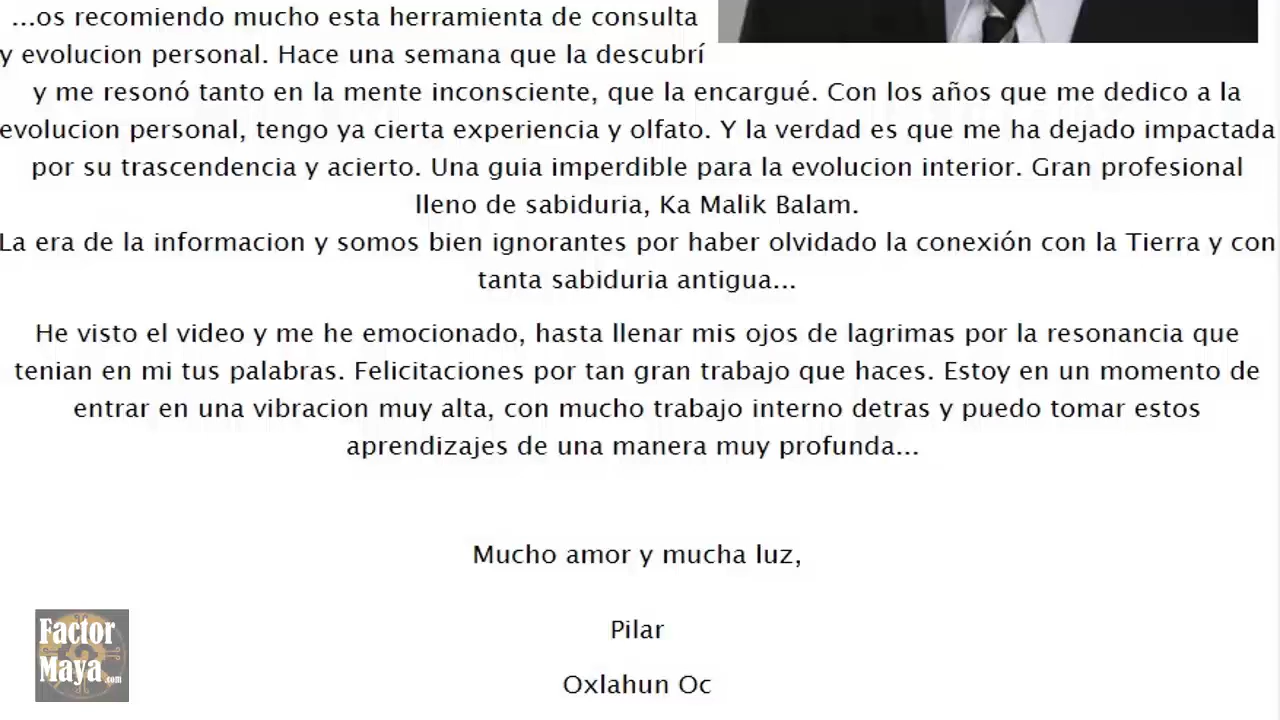 ...os recomiendo mucho esta herramienta de consulta
y evolucion personal. Hace una semana que la descubrí
y me resonó tanto en la mente inconsciente, que la encargué. Con los años que me dedico a la
evolucion personal, tengo ya cierta experiencia y olfato. Y la verdad es que me ha dejado impactada
por su trascendencia y acierto. Una guia imperdible para la evolucion interior. Gran profesional
lleno de sabiduria, Ka Malik Balam.
La era de la informacion y somos bien ignorantes por haber olvidado la conexión con la Tierra y con
tanta sabiduria antigua...
He visto el video y me he emocionado, hasta llenar mis ojos de lagrimas por la resonancia que
tenian en mi tus palabras. Felicitaciones por tan gran trabajo que haces. Estoy en un momento de
entrar en una vibracion muy alta, con mucho trabajo interno detras y puedo tomar estos
aprendizajes de una manera muy profunda...
Mucho amor y mucha luz,
Pilar
Oxlahun Oc
Factor
Maya.com